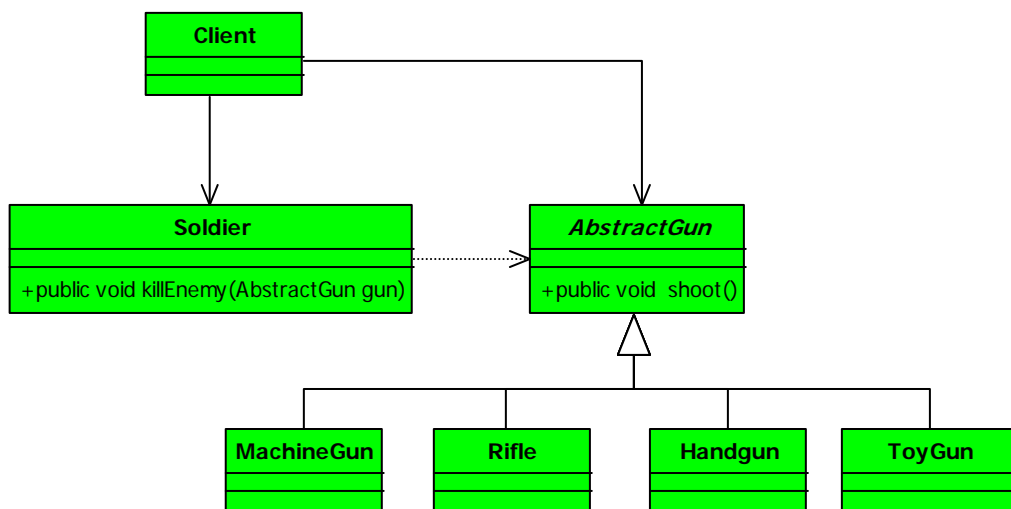 Client
Soldier
AbstractGun
+public void killEnemy(AbstractGun gun)
+public void shoot()
MachineGun
Rifle
Handgun
ToyGun